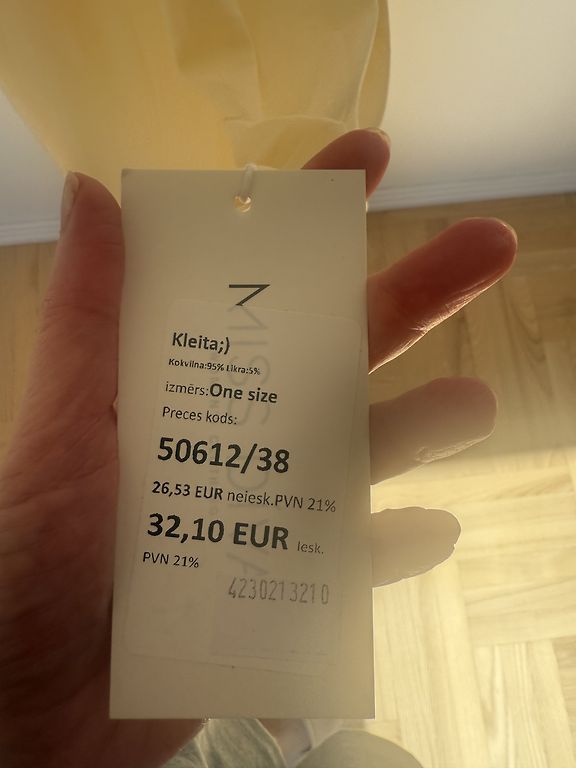 Kleita;)
Kokvilna:95% Likra:5%
izmērs:One size
Preces kods:
50612/38
26,53 EUR neiesk.PVN 21%
32,10 EUR Iesk.
PVN 21%
4230213210